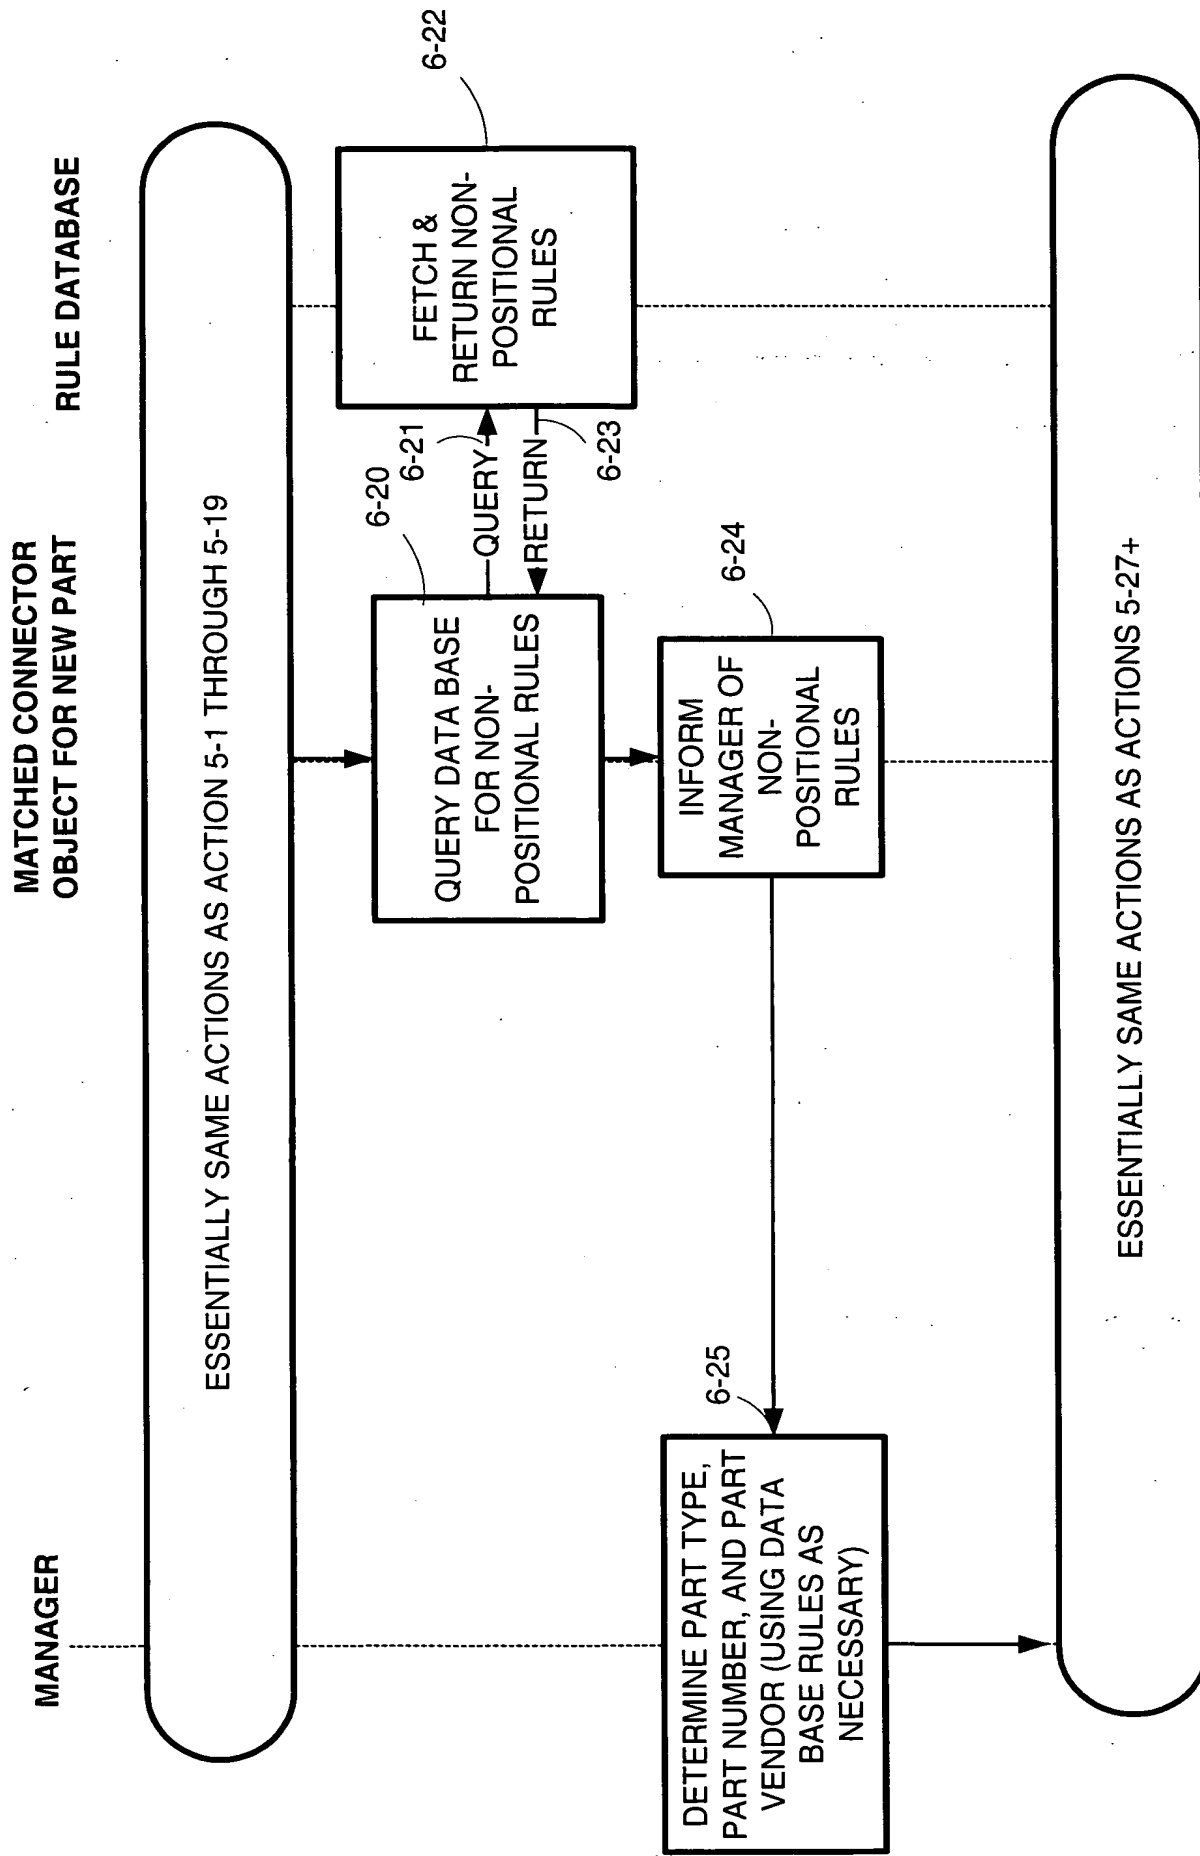 MANAGER
MATCHED CONNECTOR
OBJECT FOR NEW PART
RULE DATABASE
ESSENTIALLY SAME ACTIONS AS ACTION 5-1 THROUGH 5-19
6-20
QUERY DATA BASE
FOR NON-
POSITIONAL RULES
6-21
QUERY
RETURN
6-23
6-22
FETCH &
RETURN NON-
POSITIONAL
RULES
6-24
INFORM
MANAGER OF
NON-
POSITIONAL
RULES
6-25
DETERMINE PART TYPE,
PART NUMBER, AND PART
VENDOR (USING DATA
BASE RULES AS
NECESSARY)
ESSENTIALLY SAME ACTIONS AS ACTIONS 5-27+